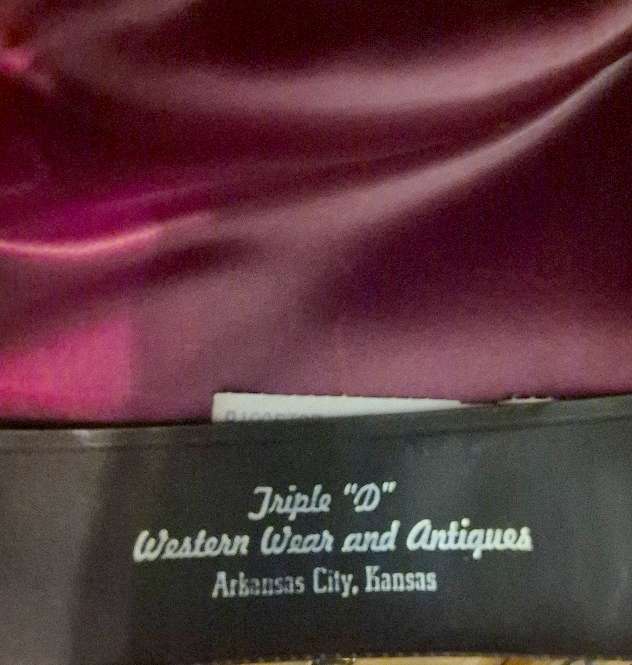 Triple "D"
Western Wear and Antiques
Arkansas City, Kansas